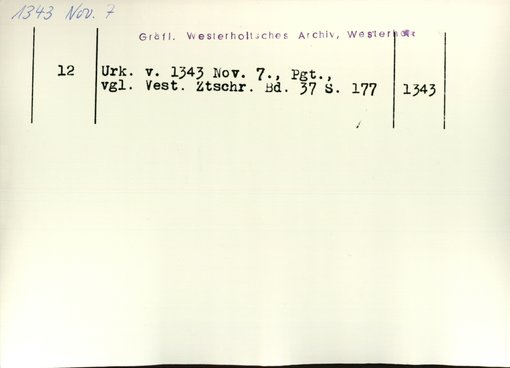 1343 Nov. 7
Gräfl. Westerholtsches Archiv, Westerholt
12 Urk. v. 1343 Nov. 7., Pgt.,
vgl. Vest. Ztschr. Bd. 37 S. 177 1343